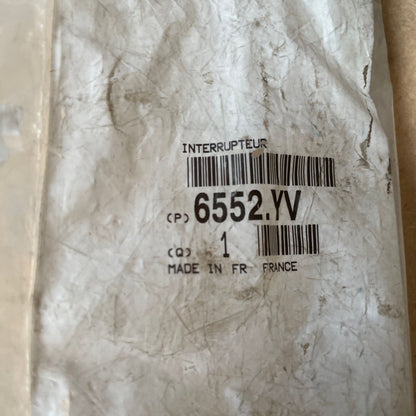 INTERRUPTEUR
(P) 6552.YV
(Q) 1
MADE IN FR FRANCE